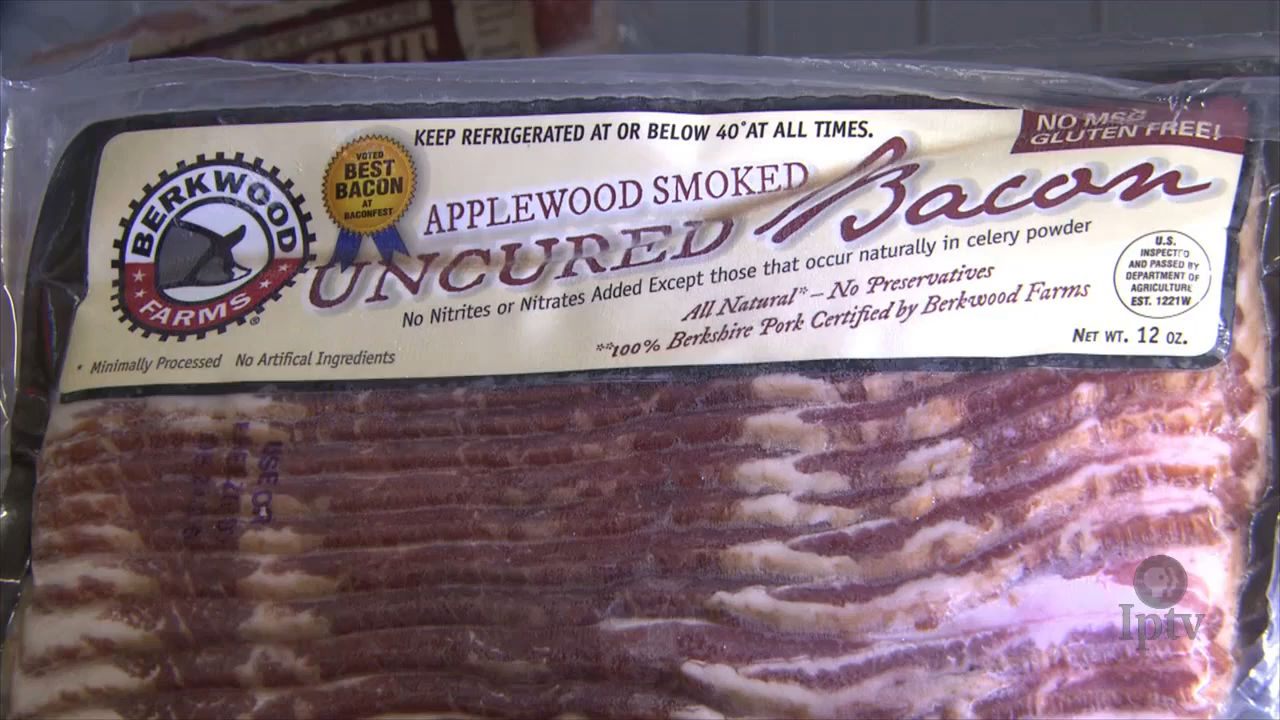 KEEP REFRIGERATED AT OR BELOW 40° AT ALL TIMES.
NO MSG
GLUTEN FREE!
BERKWOOD
FARMS
®
VOTED
BEST
BACON
AT
BACONFEST
APPLEWOOD SMOKED
UNCURED Bacon
No Nitrites or Nitrates Added Except those that occur naturally in celery powder
All Natural* – No Preservatives
**100% Berkshire Pork Certified by Berkwood Farms
U.S.
INSPECTED
AND PASSED BY
DEPARTMENT OF
AGRICULTURE
EST. 1221W
NET WT. 12 OZ.
* Minimally Processed No Artifical Ingredients
USE OR
Iptv